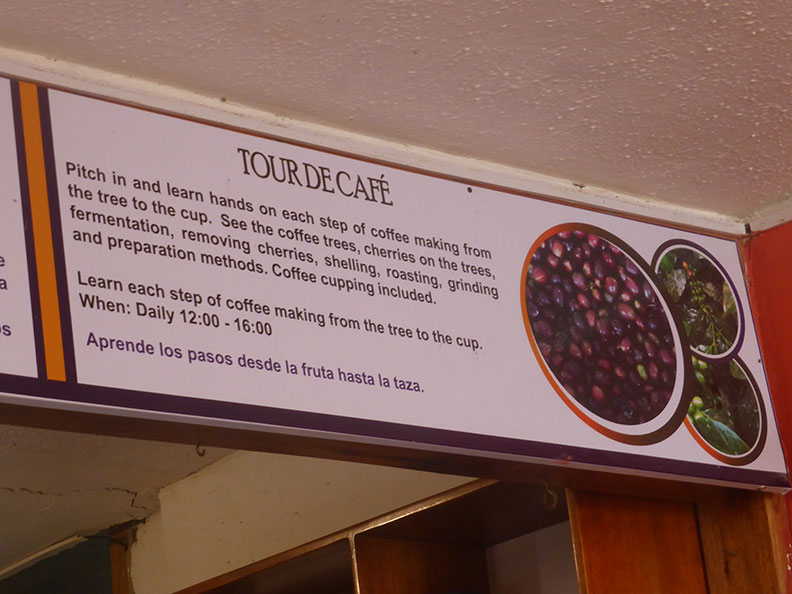 TOUR DE CAFÉ
Pitch in and learn hands on each step of coffee making from
the tree to the cup. See the coffee trees, cherries on the trees,
fermentation, removing cherries, shelling, roasting, grinding
and preparation methods. Coffee cupping included.
Learn each step of coffee making from the tree to the cup.
When: Daily 12:00 - 16:00
Aprende los pasos desde la fruta hasta la taza.